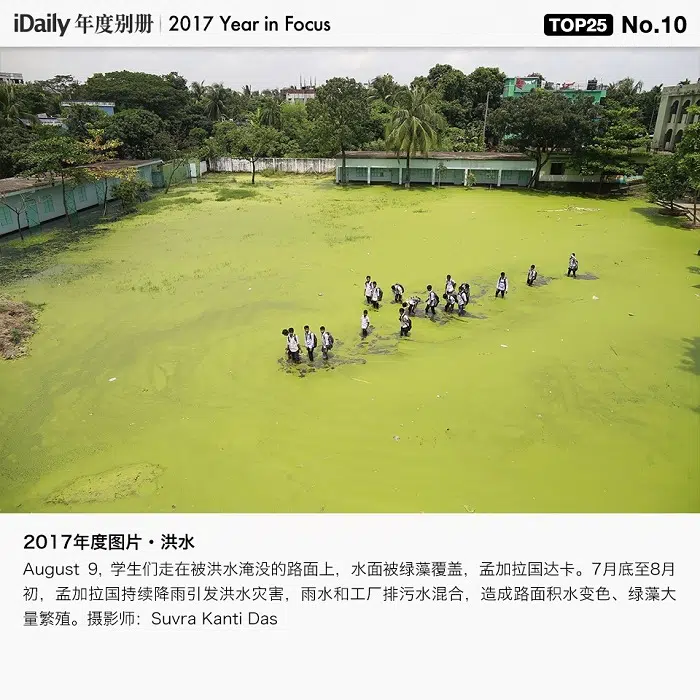 iDaily 年度别册 | 2017 Year in Focus
TOP25 No.10
2017年度图片・洪水
August 9, 学生们走在被洪水淹没的路面上，水面被绿藻覆盖，孟加拉国达卡。7月底至8月
初，孟加拉国持续降雨引发洪水灾害，雨水和工厂排污水混合，造成路面积水变色、绿藻大
量繁殖。摄影师：Suvra Kanti Das